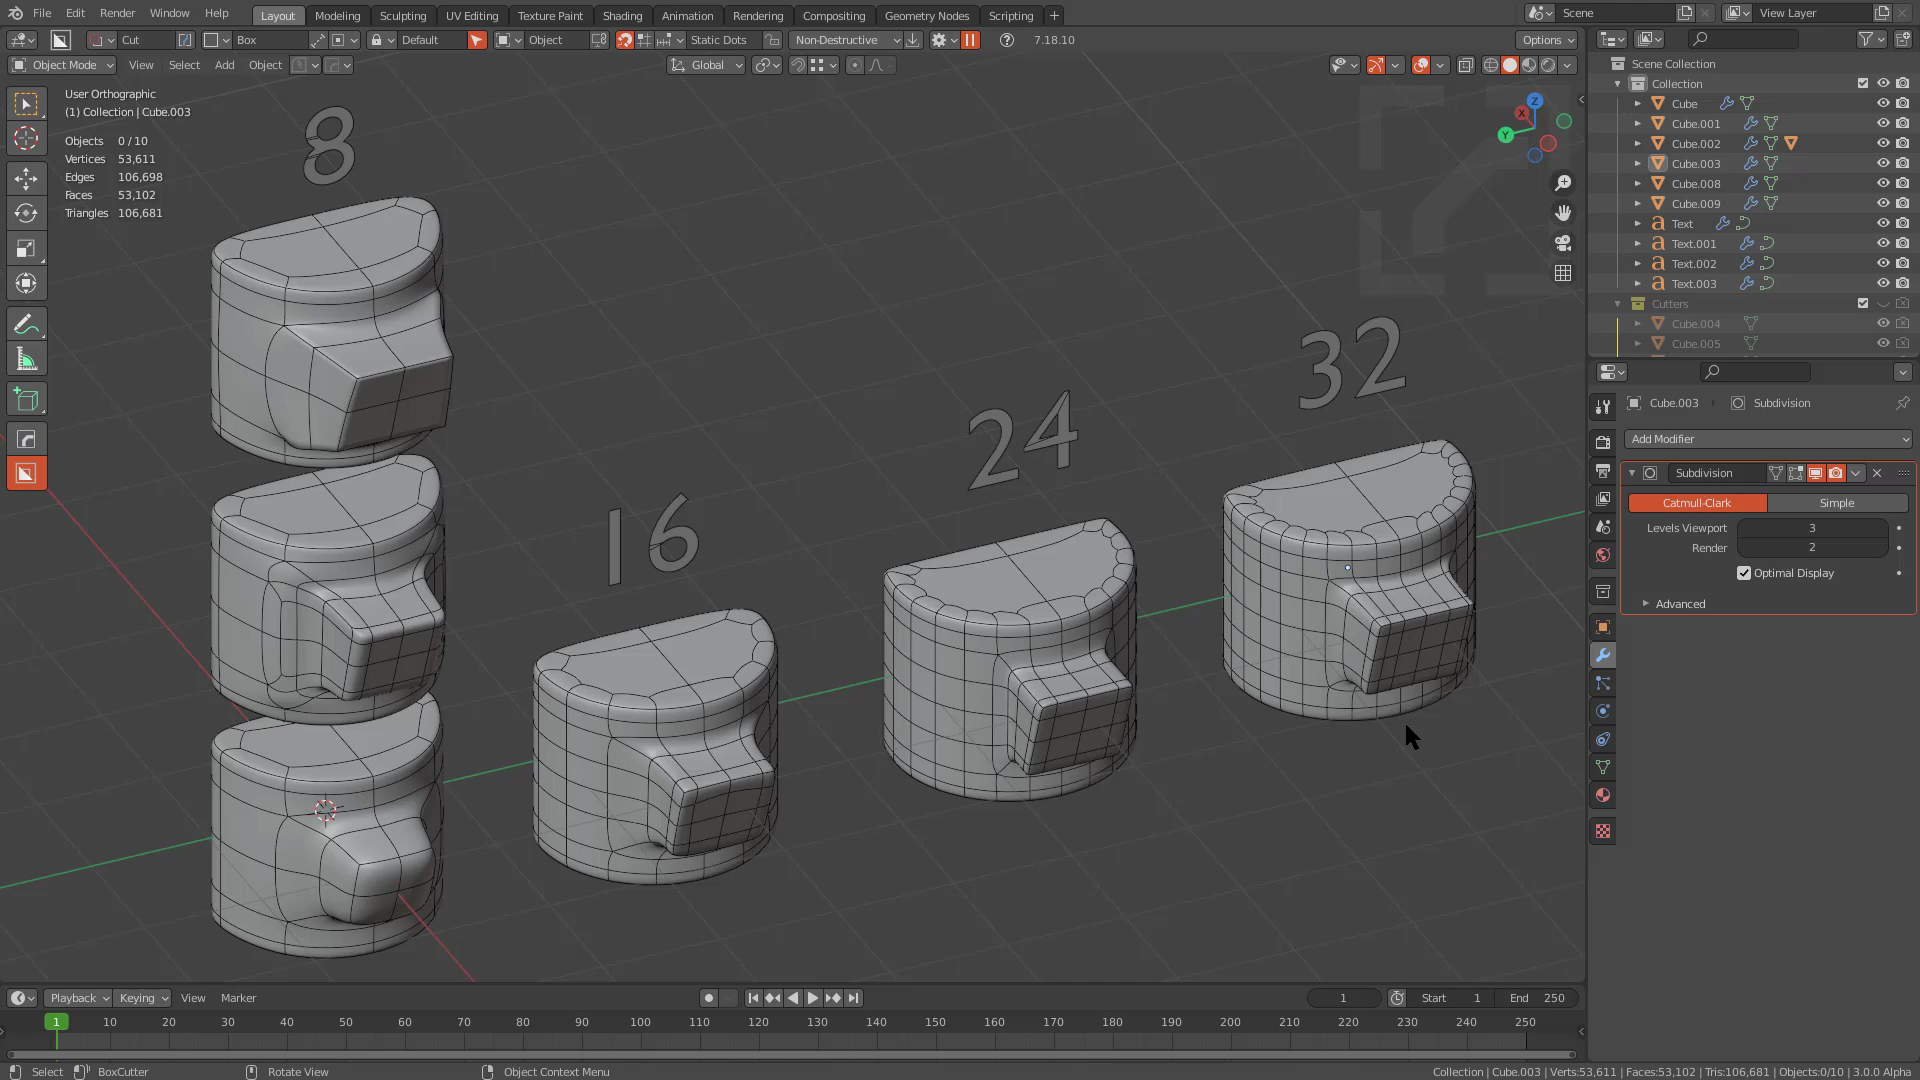 File Edit Render Window Help Layout Modeling Sculpting UV Editing Texture Paint Shading Animation Rendering Compositing Geometry Nodes Scripting + Scene View Layer
Cut Box Default Object Static Dots Non-Destructive 7.18.10 Options
Object Mode View Select Add Object Global
User Orthographic
(1) Collection | Cube.003
Objects 0/10
Vertices 53,611
Edges 106,698
Faces 53,102
Triangles 106,681
8
16
24
32
Z
X
Y
Scene Collection
Collection
Cube
Cube.001
Cube.002
Cube.003
Cube.008
Cube.009
a Text
a Text.001
a Text.002
a Text.003
Cutters
Cube.004
Cube.005
Cube.003 Subdivision
Add Modifier
Subdivision
Catmull-Clark Simple
Levels Viewport 3
Render 2
Optimal Display
Advanced
Playback Keying View Marker 1 Start 1 End 250
1 10 20 30 40 50 60 70 80 90 100 110 120 130 140 150 160 170 180 190 200 210 220 230 240 250
Select BoxCutter Rotate View Object Context Menu Collection | Cube.003 | Verts:53,611 | Faces:53,102 | Tris:106,681 | Objects:0/10 | 3.0.0 Alpha